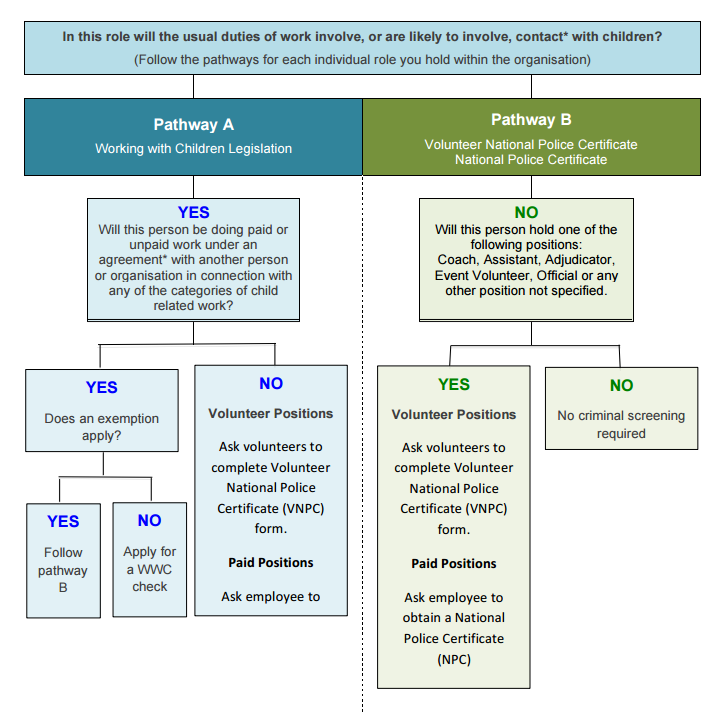 In this role will the usual duties of work involve, or are likely to involve, contact* with children?
(Follow the pathways for each individual role you hold within the organisation)
Pathway A
Working with Children Legislation
Pathway B
Volunteer National Police Certificate
National Police Certificate
YES
Will this person be doing paid or
unpaid work under an
agreement* with another person
or organisation in connection with
any of the categories of child
related work?
NO
Will this person hold one of the
following positions:
Coach, Assistant, Adjudicator,
Event Volunteer, Official or any
other position not specified.
YES
Does an exemption
apply?
YES
Follow
pathway
B
NO
Apply for
a WWC
check
NO
Volunteer Positions
Ask volunteers to
complete Volunteer
National Police
Certificate (VNPC)
form.
Paid Positions
Ask employee to
YES
Volunteer Positions
Ask volunteers to
complete Volunteer
National Police
Certificate (VNPC)
form.
Paid Positions
Ask employee to
obtain a National
Police Certificate
(NPC)
NO
No criminal screening
required